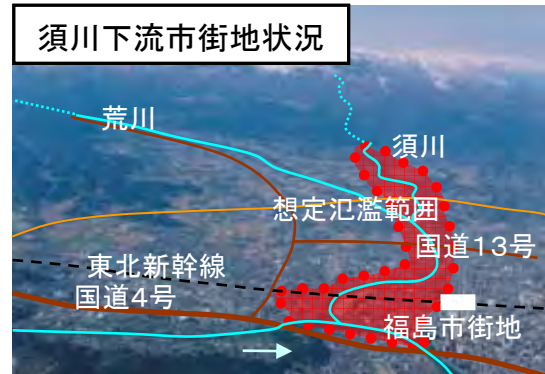 須川下流市街地状況
荒川
須川
想定氾濫範囲
国道13号
東北新幹線
国道4号
福島市街地